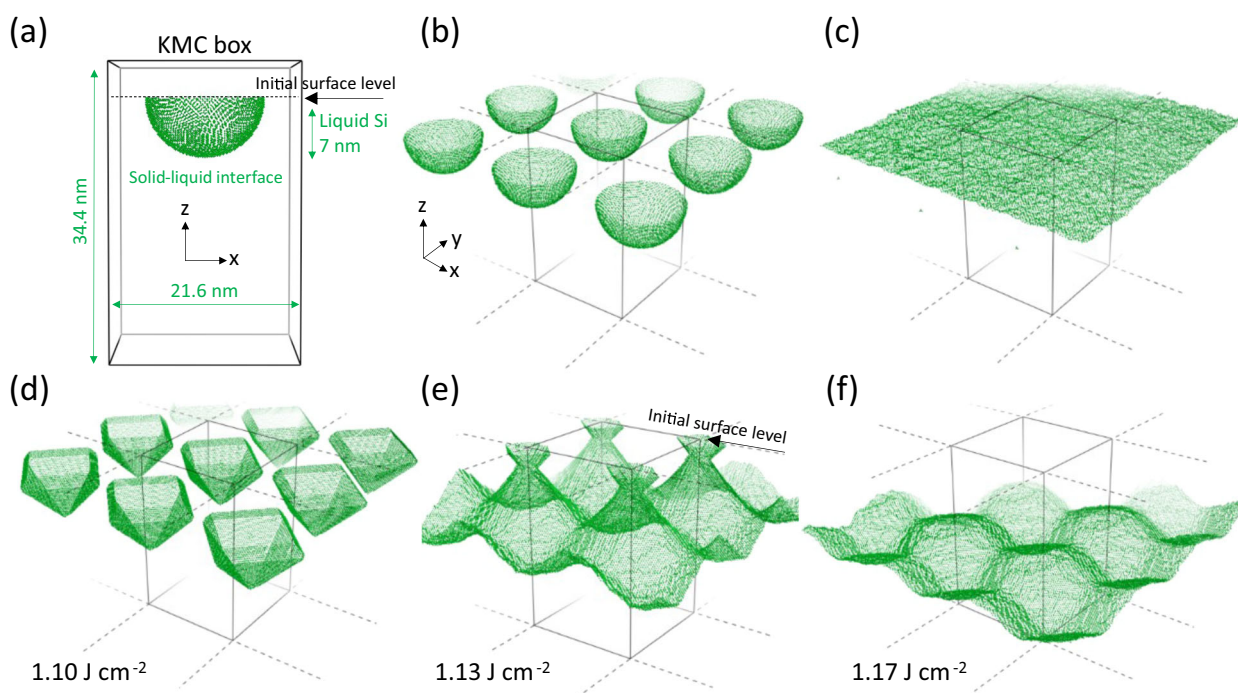 (a)
KMC box
Initial surface level
Liquid Si
7 nm
Solid-liquid interface
34.4 nm
z
x
21.6 nm
(b)
z
y
x
(c)
(d)
1.10 J cm⁻²
(e)
Initial surface level
1.13 J cm⁻²
(f)
1.17 J cm⁻²